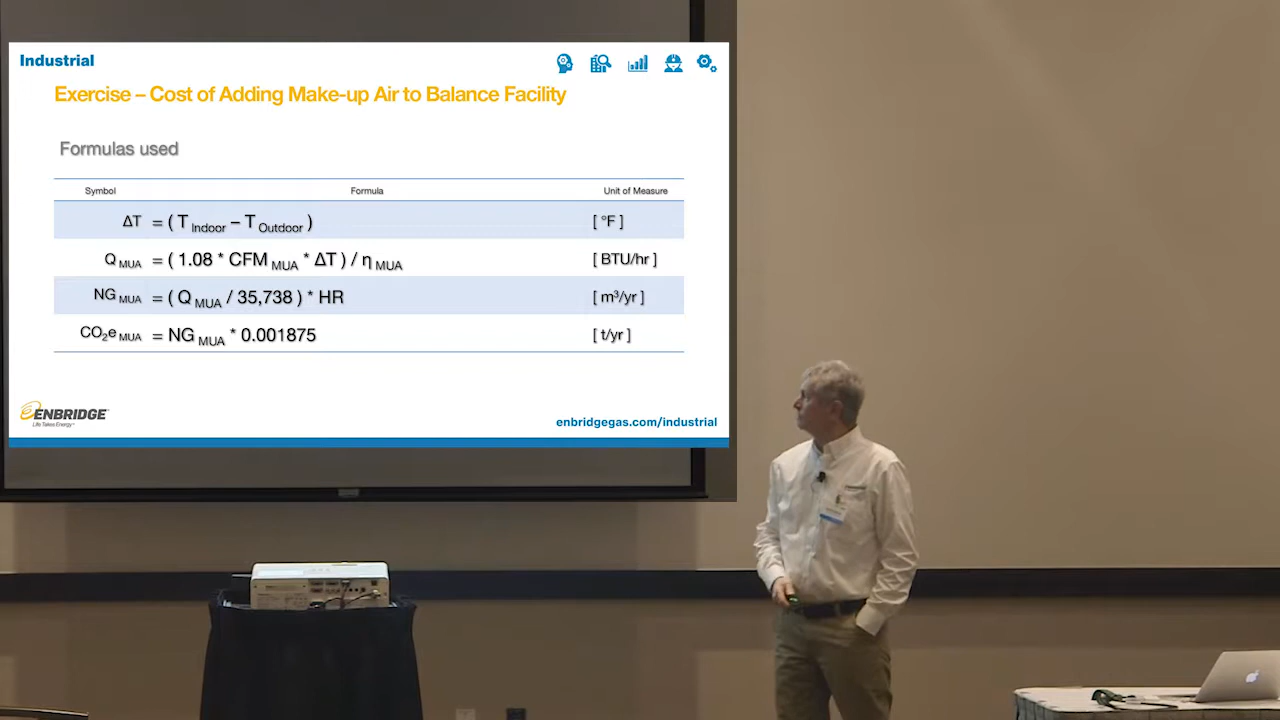 Industrial
Exercise – Cost of Adding Make-up Air to Balance Facility
Formulas used
Symbol Formula Unit of Measure
ΔT = ( T Indoor – T Outdoor ) [ °F ]
Q MUA = ( 1.08 * CFM MUA * ΔT ) / η MUA [ BTU/hr ]
NG MUA = ( Q MUA / 35,738 ) * HR [ m³/yr ]
CO₂e MUA = NG MUA * 0.001875 [ t/yr ]
ENBRIDGE™
Life Takes Energy™
enbridgegas.com/industrial